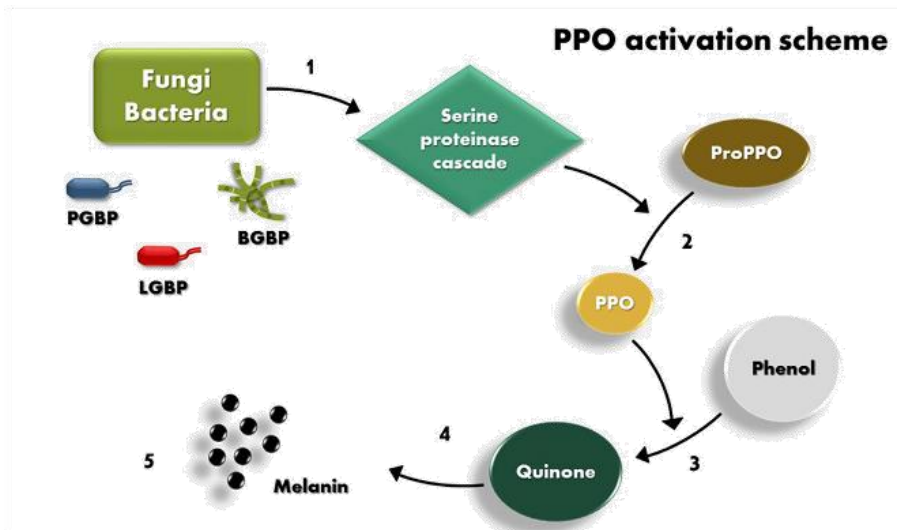 PPO activation scheme
Fungi
Bacteria
1
Serine
proteinase
cascade
ProPPO
PGBP
BGBP
LGBP
2
PPO
Phenol
3
Quinone
4
Melanin
5